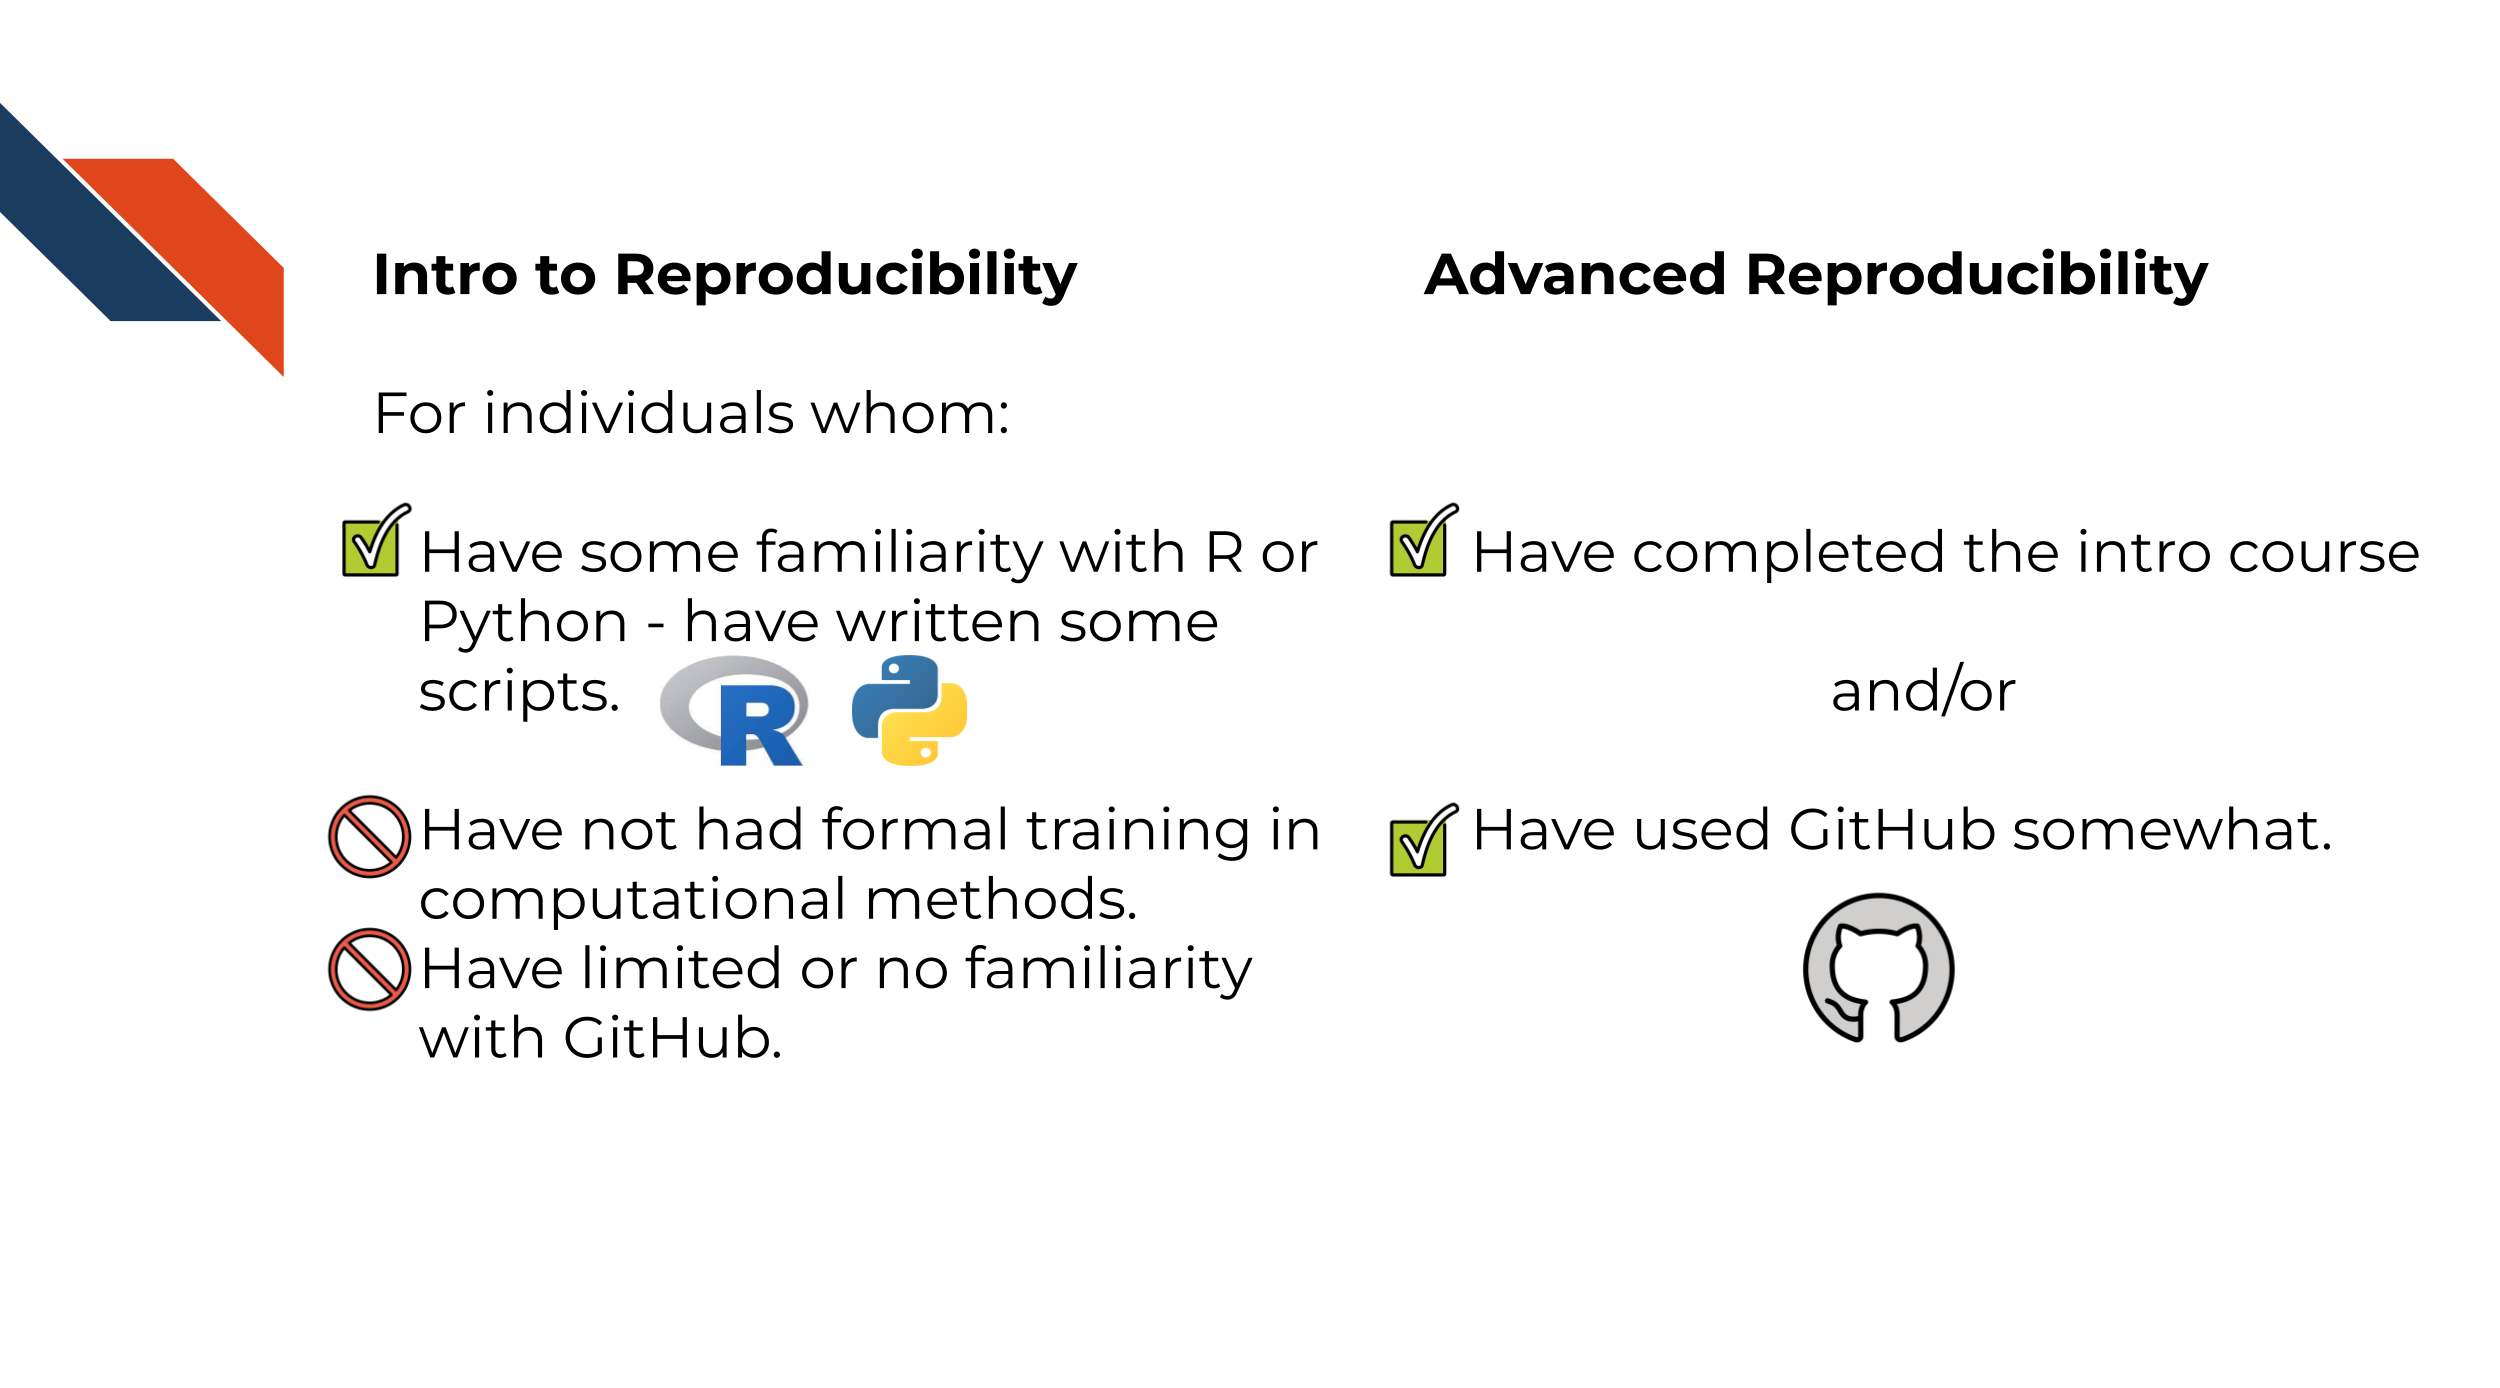 Intro to Reproducibility
For individuals whom:
Have some familiarity with R or
Python - have written some
scripts.
R
Have not had formal training in
computational methods.
Have limited or no familiarity
with GitHub.
Advanced Reproducibility
Have completed the intro course
and/or
Have used GitHub somewhat.